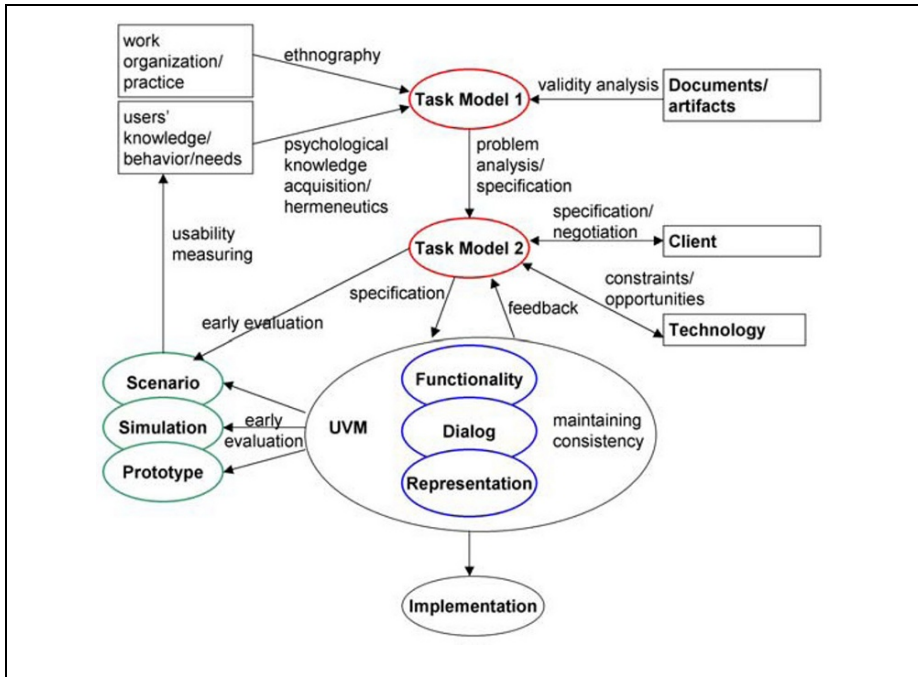 work
organization/
practice
ethnography
Task Model 1
validity analysis
Documents/
artifacts
users'
knowledge/
behavior/needs
psychological
knowledge
acquisition/
hermeneutics
problem
analysis/
specification
usability
measuring
Task Model 2
specification/
negotiation
Client
specification
feedback
constraints/
opportunities
early evaluation
Technology
Scenario
Simulation
Prototype
early
evaluation
UVM
Functionality
Dialog
Representation
maintaining
consistency
Implementation